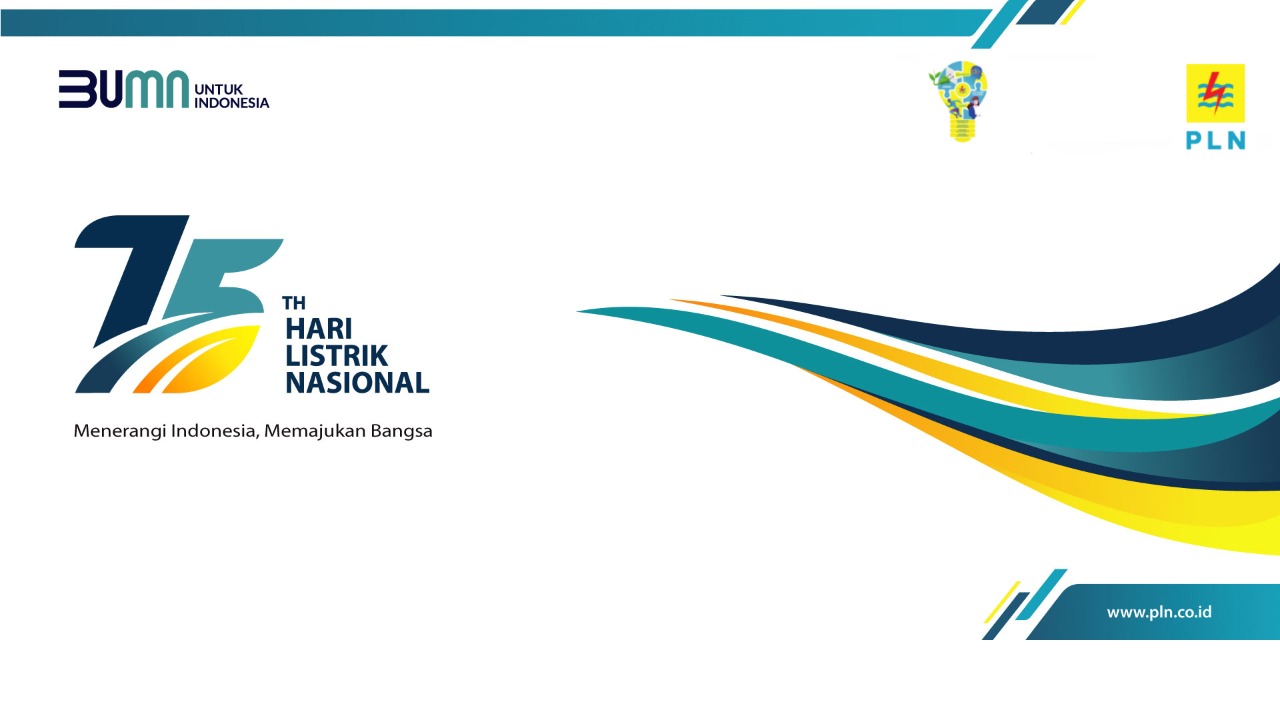 BUMN UNTUK
INDONESIA
PLN
75
TH
HARI
LISTRIK
NASIONAL
Menerangi Indonesia, Memajukan Bangsa
www.pln.co.id